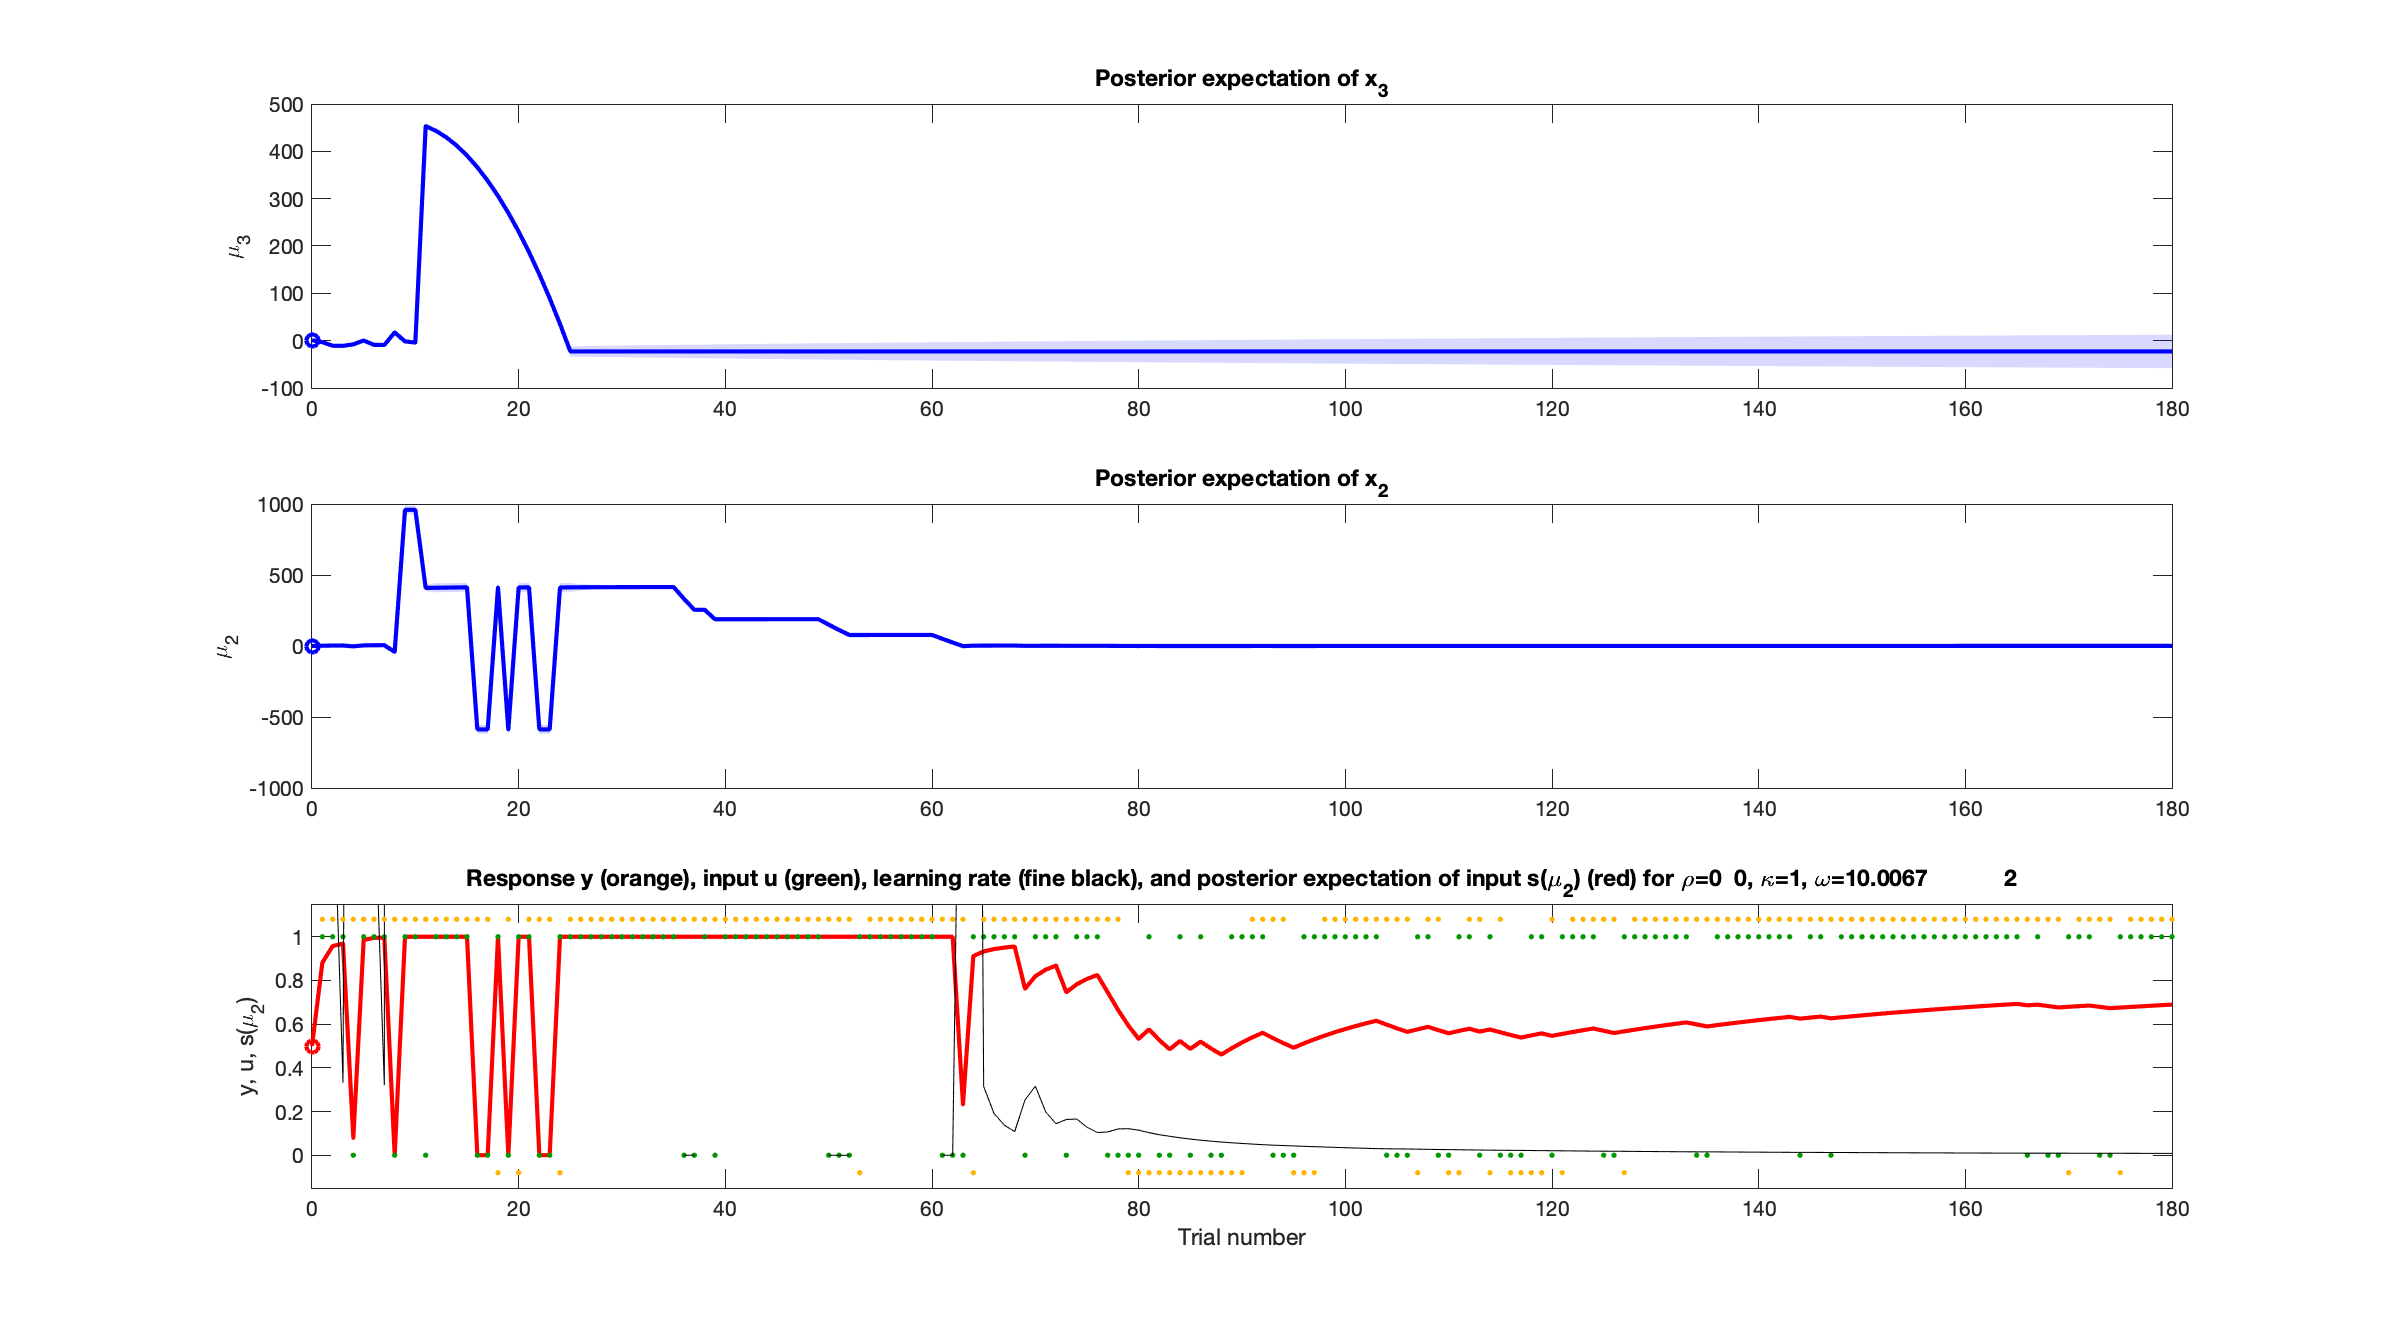 Posterior expectation of x3
μ3
500
400
300
200
100
0
-100
0 20 40 60 80 100 120 140 160 180
Posterior expectation of x2
μ2
1000
500
0
-500
-1000
0 20 40 60 80 100 120 140 160 180
Response y (orange), input u (green), learning rate (fine black), and posterior expectation of input s(μ2) (red) for ρ=0 0, κ=1, ω=10.0067 2
y, u, s(μ2)
1
0.8
0.6
0.4
0.2
0
0 20 40 60 80 100 120 140 160 180
Trial number